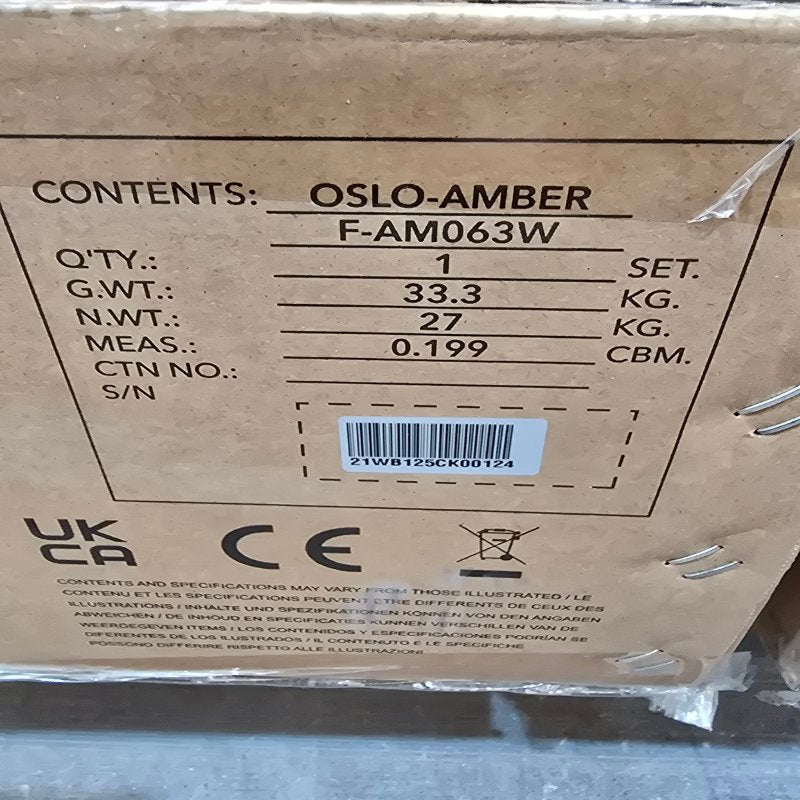 CONTENTS: OSLO-AMBER
F-AM063W
Q'TY.: 1 SET.
G.WT.: 33.3 KG.
N.WT.: 27 KG.
MEAS.: 0.199 CBM.
CTN NO.:
S/N
21WB125CK00124
UK
CA CE
CONTENTS AND SPECIFICATIONS MAY VARY FROM THOSE ILLUSTRATED / LE
CONTENU ET LES SPECIFICATIONS PEUVENT ETRE DIFFERENTS DE CEUX DES
ILLUSTRATIONS / INHALTE UND SPEZIFIKATIONEN KÖNNEN VON DEN ANGABEN
ABWEICHEN / DE INHOUD EN SPECIFICATIES KUNNEN VERSCHILLEN VAN DE
WEERGEGEVEN ITEMS / LOS CONTENIDOS Y ESPECIFICACIONES PODRÍAN SE
DIFERENTES DE LOS ILUSTRADOS / IL CONTENUTO E LE SPECIFICHE
POSSONO DIFFERIRE RISPETTO ALLE ILLUSTRAZIONI